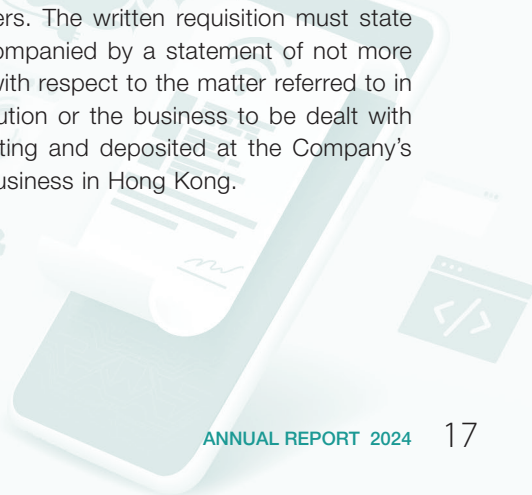 ers. The written requisition must state
ompanied by a statement of not more
with respect to the matter referred to in
ution or the business to be dealt with
ting and deposited at the Company's
usiness in Hong Kong.
</>
ANNUAL REPORT 2024 17